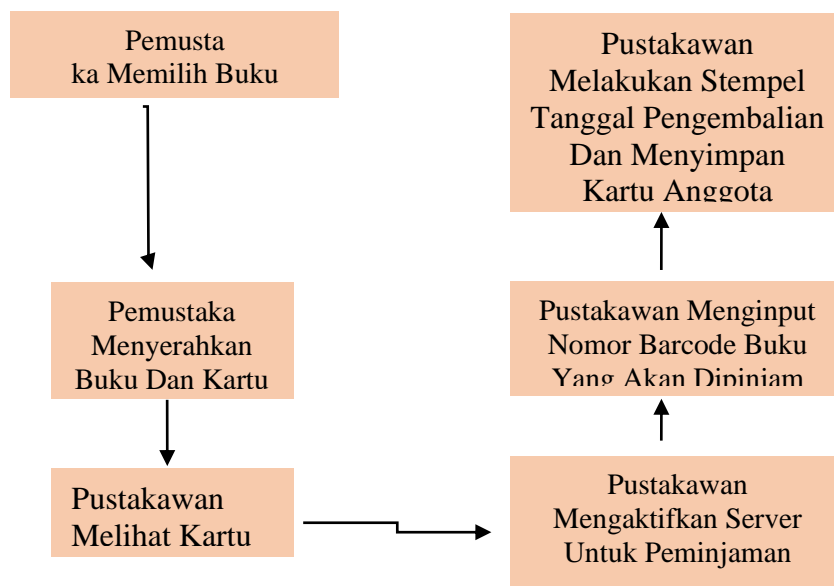 Pemusta
ka Memilih Buku
Pemustaka
Menyerahkan
Buku Dan Kartu
Pustakawan
Melihat Kartu
Pustakawan
Mengaktifkan Server
Untuk Peminjaman
Pustakawan Menginput
Nomor Barcode Buku
Yang Akan Dipinjam
Pustakawan
Melakukan Stempel
Tanggal Pengembalian
Dan Menyimpan
Kartu Anggota